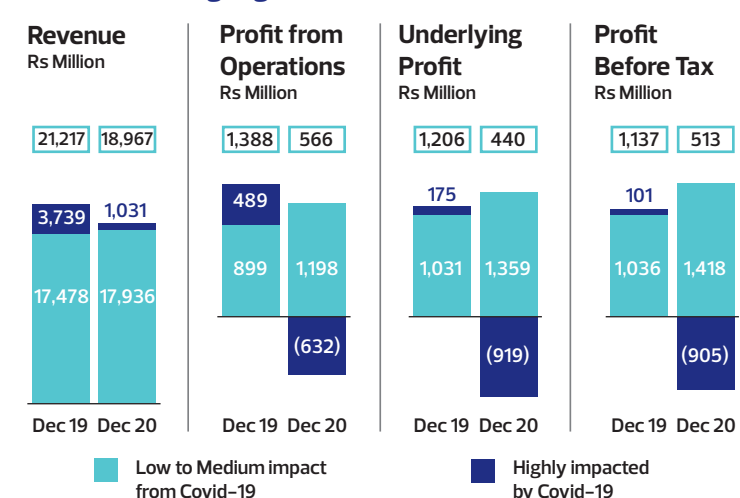 Revenue
Rs Million
21,217 18,967
3,739 1,031
17,478 17,936
Dec 19 Dec 20
Profit from
Operations
Rs Million
1,388 566
489
899 1,198
(632)
Dec 19 Dec 20
Underlying
Profit
Rs Million
1,206 440
175
1,031 1,359
(919)
Dec 19 Dec 20
Profit
Before Tax
Rs Million
1,137 513
101
1,036 1,418
(905)
Dec 19 Dec 20
Low to Medium impact
from Covid-19
Highly impacted
by Covid-19